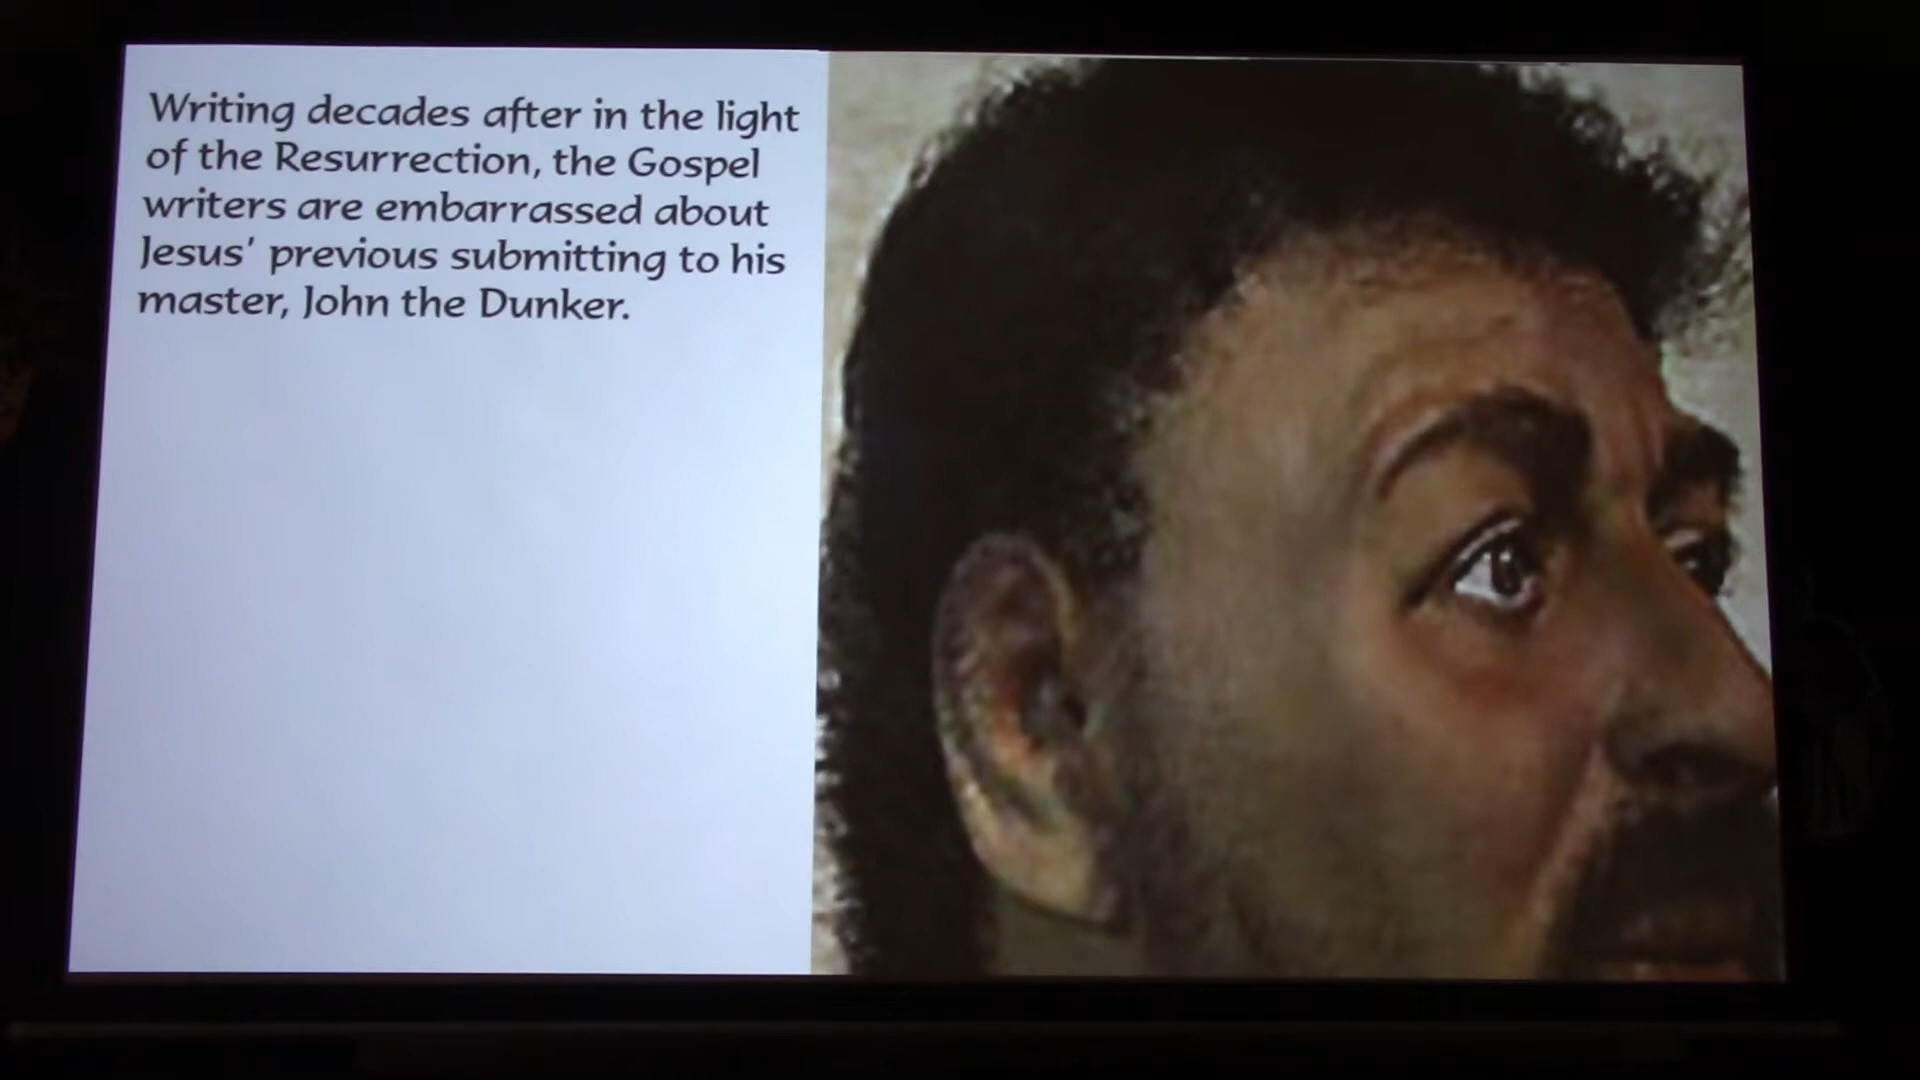 Writing decades after in the light
of the Resurrection, the Gospel
writers are embarrassed about
Jesus' previous submitting to his
master, John the Dunker.